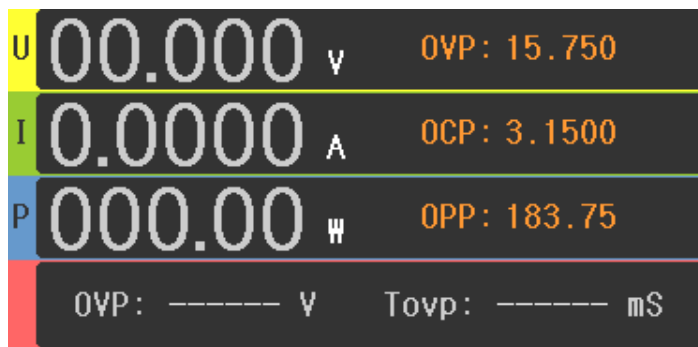 U 00.000 V OVP: 15.750
I 0.0000 A OCP: 3.1500
P 000.00 W OPP: 183.75
OVP: ------ V Tovp: ------ mS